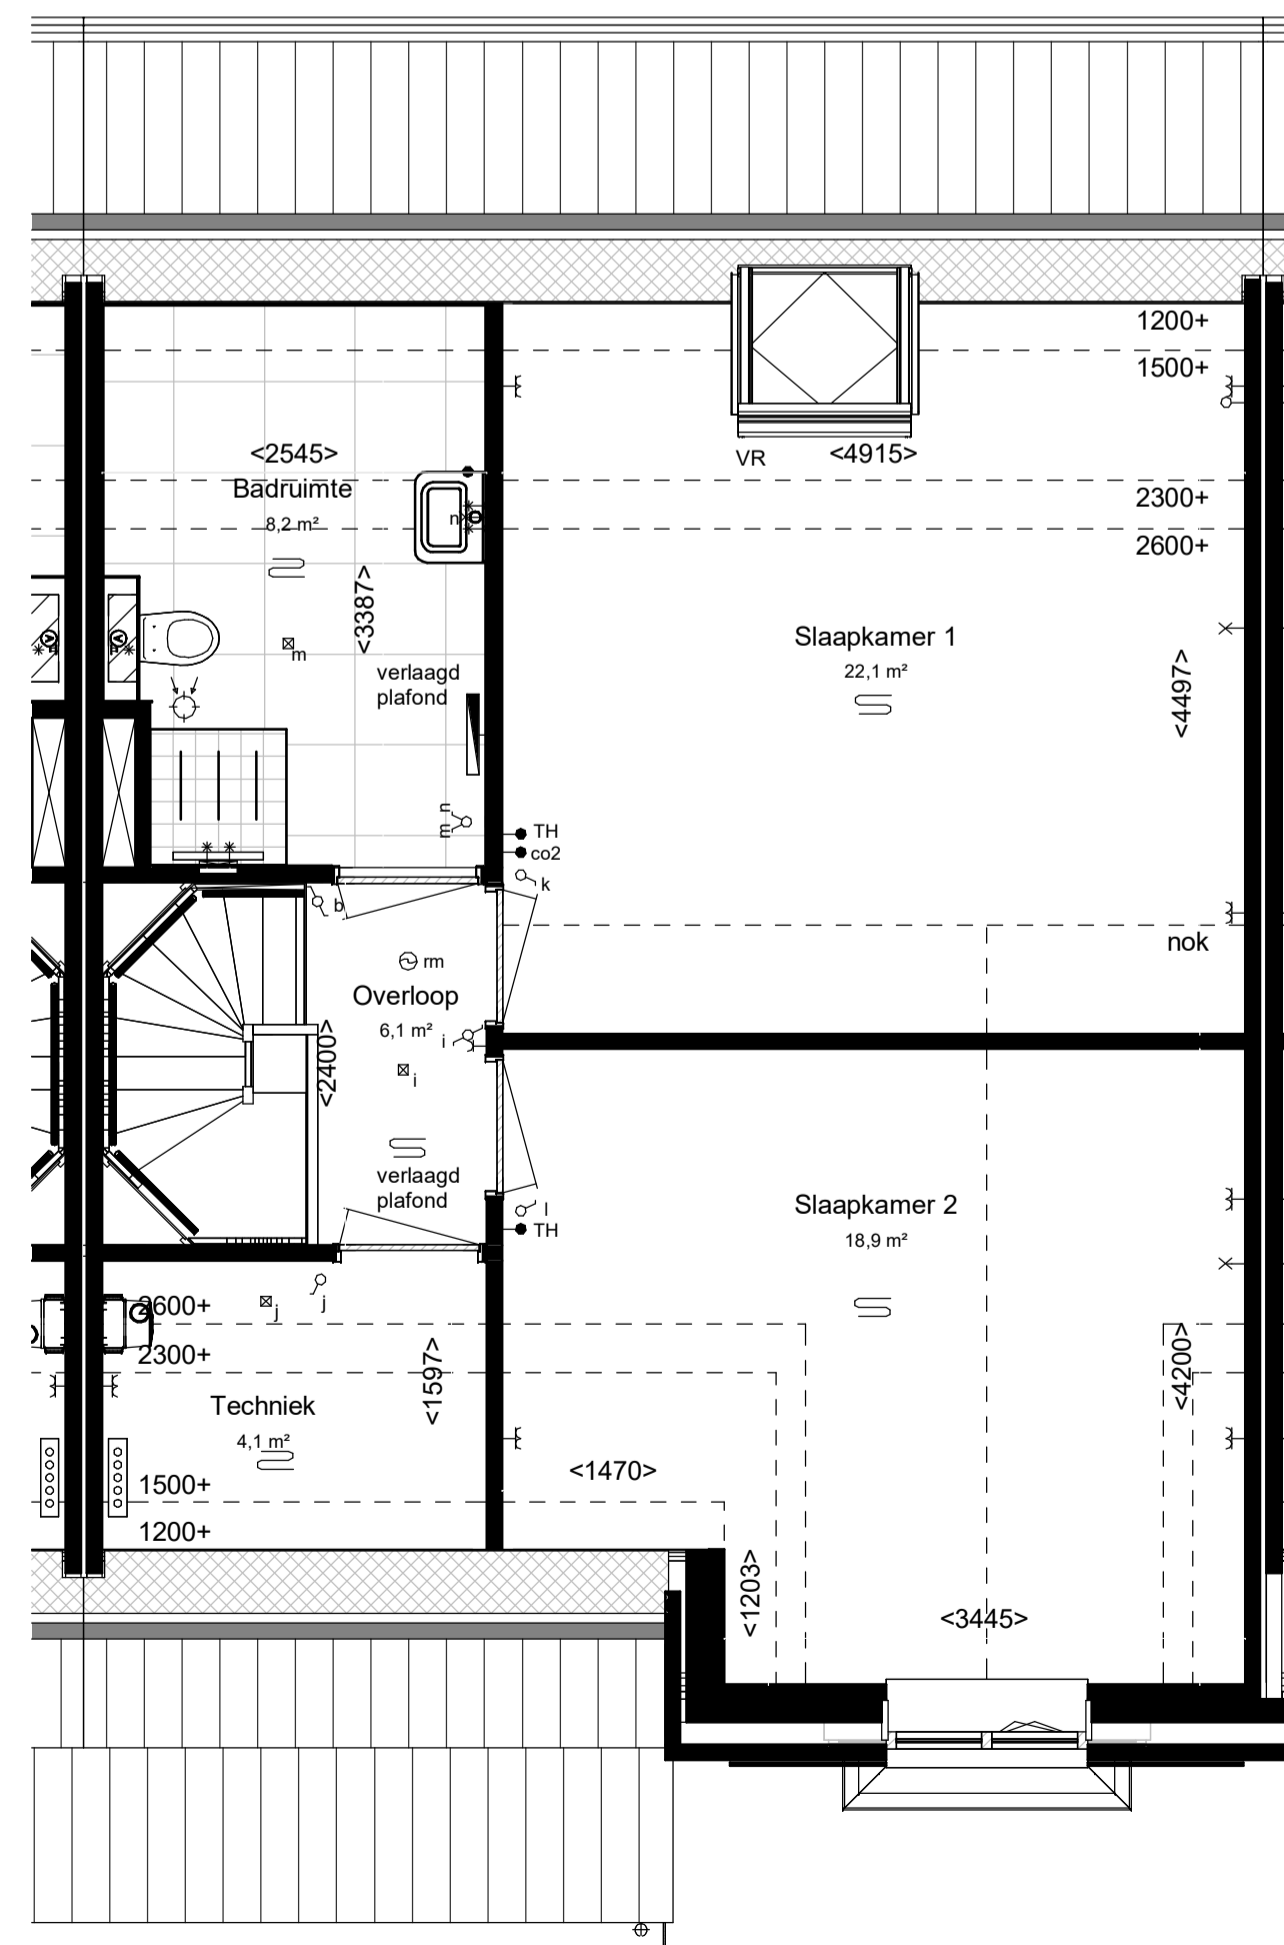 1200+
1500+
<2545>
Badruimte
8,2 m²
VR
<4915>
2300+
2600+
n
<3387>
m
verlaagd
plafond
Slaapkamer 1
22,1 m²
<4497>
m n
TH
co2
k
b
nok
rm
Overloop
6,1 m²
i
<2400>
i
verlaagd
plafond
Slaapkamer 2
18,9 m²
l
TH
j
j
2600+
2300+
<1597>
<4200>
Techniek
4,1 m²
<1470>
1500+
1200+
<1203>
<3445>